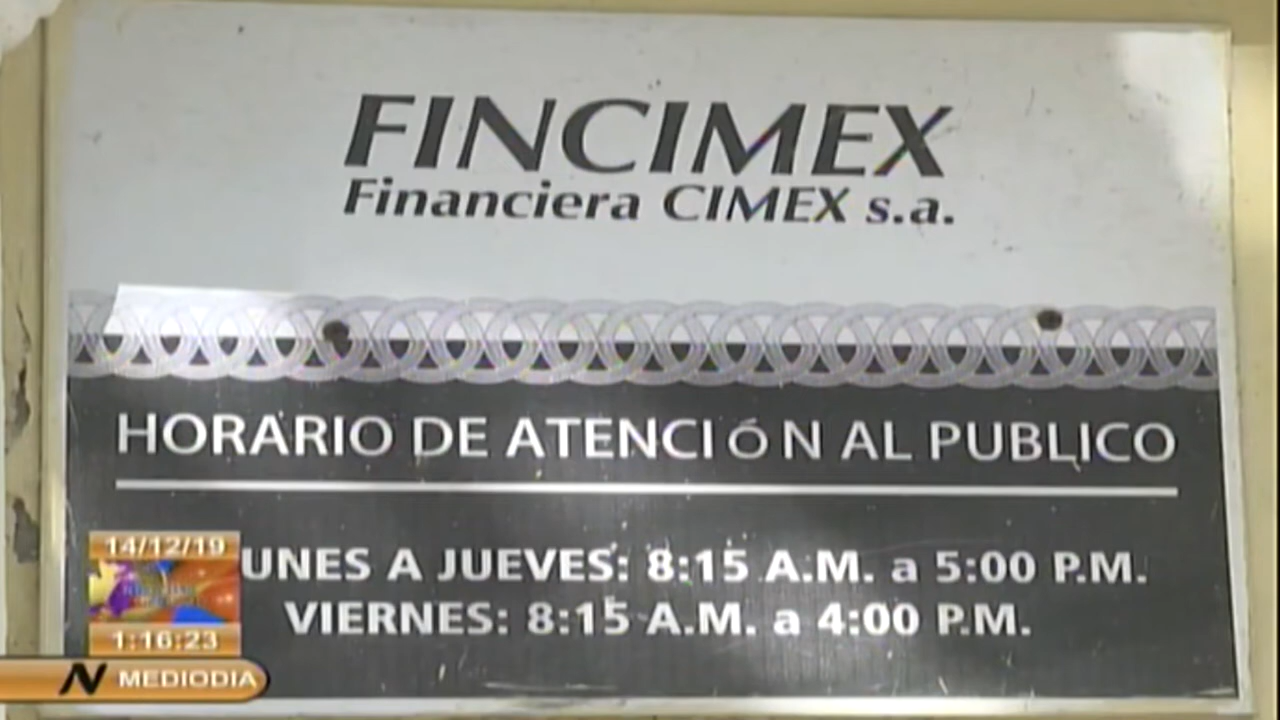 FINCIMEX
Financiera CIMEX s.a.
HORARIO DE ATENCIÓN AL PUBLICO
UNES A JUEVES: 8:15 A.M. a 5:00 P.M.
VIERNES: 8:15 A.M. a 4:00 P.M.
14/12/19
1:16:23
N MEDIODIA